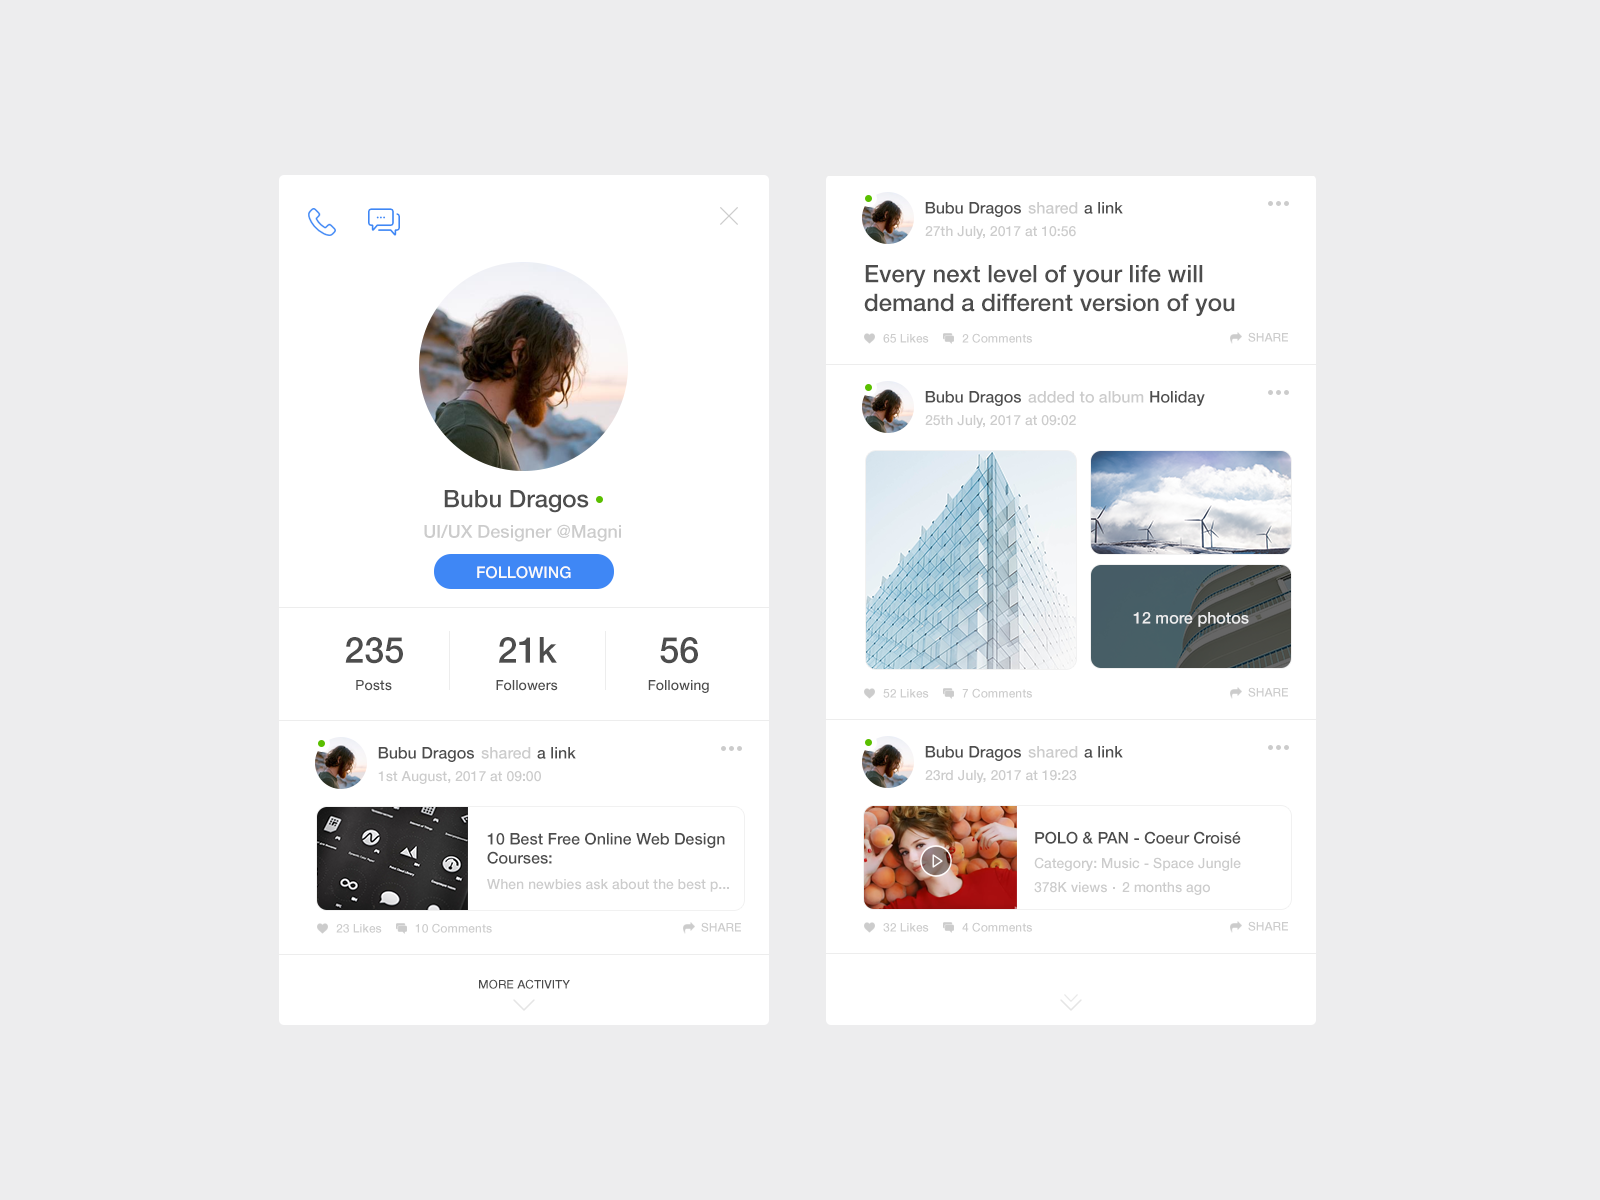 Bubu Dragos
UI/UX Designer @Magni
FOLLOWING
235
Posts
21k
Followers
56
Following
Bubu Dragos shared a link
1st August, 2017 at 09:00
10 Best Free Online Web Design
Courses:
When newbies ask about the best p...
23 Likes 10 Comments SHARE
MORE ACTIVITY
Bubu Dragos shared a link
27th July, 2017 at 10:56
Every next level of your life will
demand a different version of you
65 Likes 2 Comments SHARE
Bubu Dragos added to album Holiday
25th July, 2017 at 09:02
12 more photos
52 Likes 7 Comments SHARE
Bubu Dragos shared a link
23rd July, 2017 at 19:23
POLO & PAN - Coeur Croisé
Category: Music - Space Jungle
378K views · 2 months ago
32 Likes 4 Comments SHARE